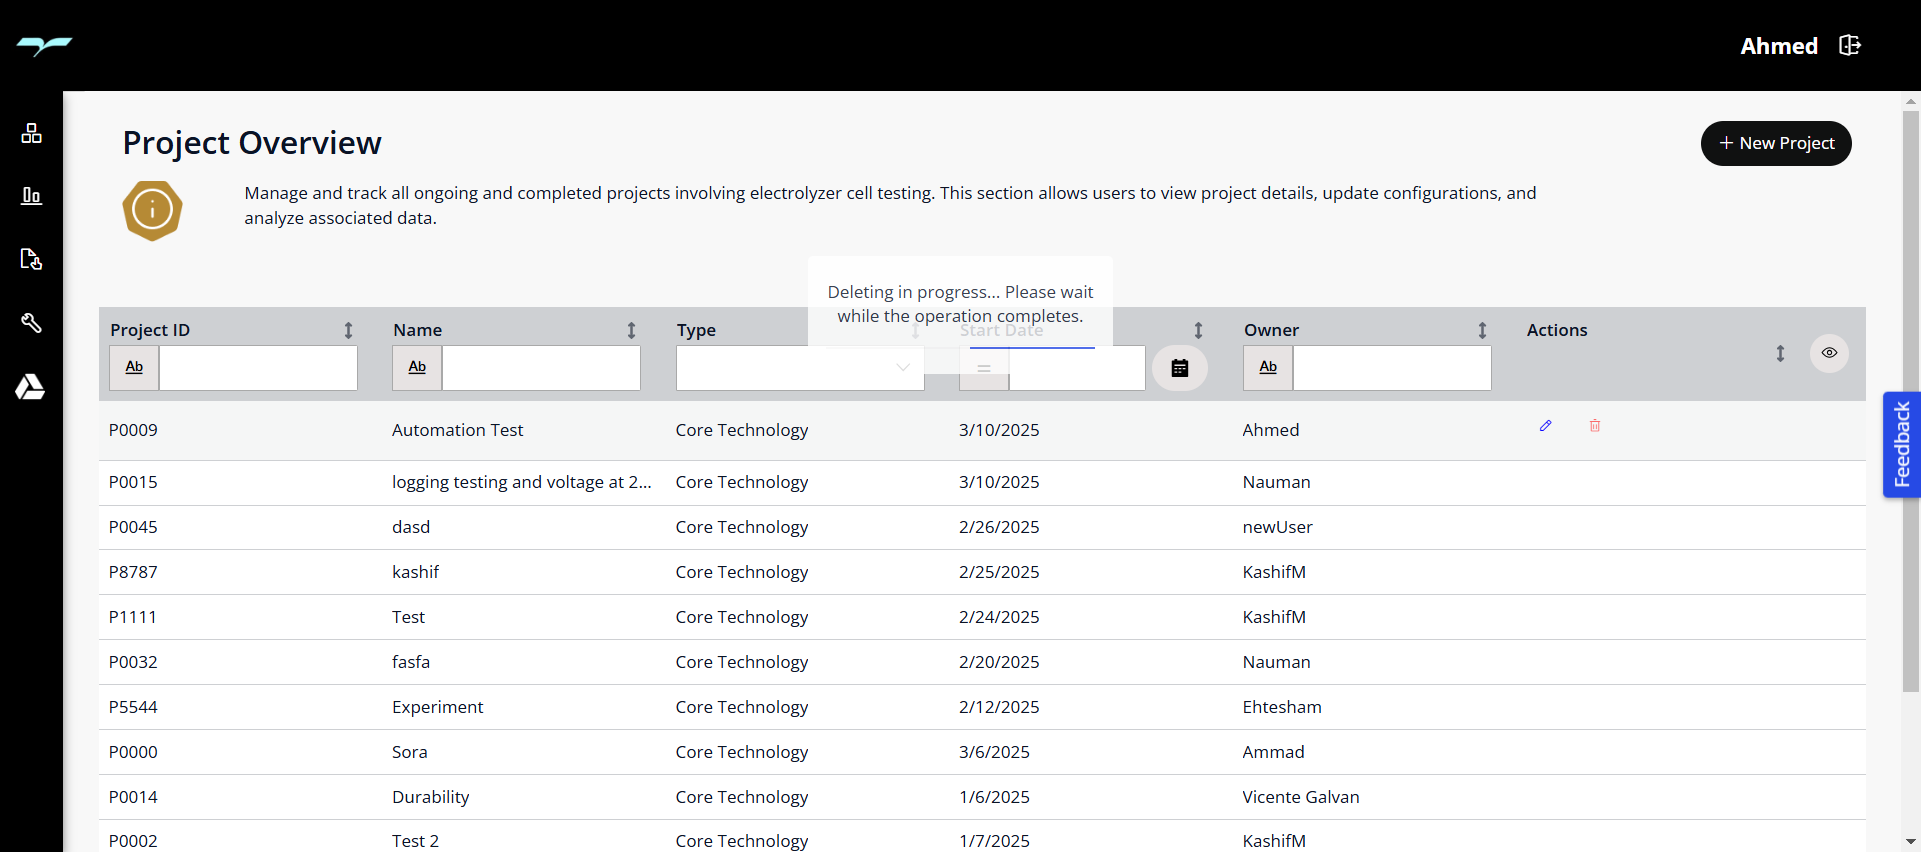 Ahmed
Project Overview
+ New Project
Manage and track all ongoing and completed projects involving electrolyzer cell testing. This section allows users to view project details, update configurations, and
analyze associated data.
Deleting in progress... Please wait
while the operation completes.
Project ID Name Type Start Date Owner Actions
Ab Ab = Ab
Feedback
P0009 Automation Test Core Technology 3/10/2025 Ahmed
P0015 logging testing and voltage at 2... Core Technology 3/10/2025 Nauman
P0045 dasd Core Technology 2/26/2025 newUser
P8787 kashif Core Technology 2/25/2025 KashifM
P1111 Test Core Technology 2/24/2025 KashifM
P0032 fasfa Core Technology 2/20/2025 Nauman
P5544 Experiment Core Technology 2/12/2025 Ehtesham
P0000 Sora Core Technology 3/6/2025 Ammad
P0014 Durability Core Technology 1/6/2025 Vicente Galvan
P0002 Test 2 Core Technology 1/7/2025 KashifM